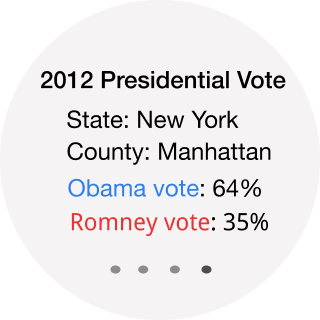 2012 Presidential Vote
State: New York
County: Manhattan
Obama vote: 64%
Romney vote: 35%